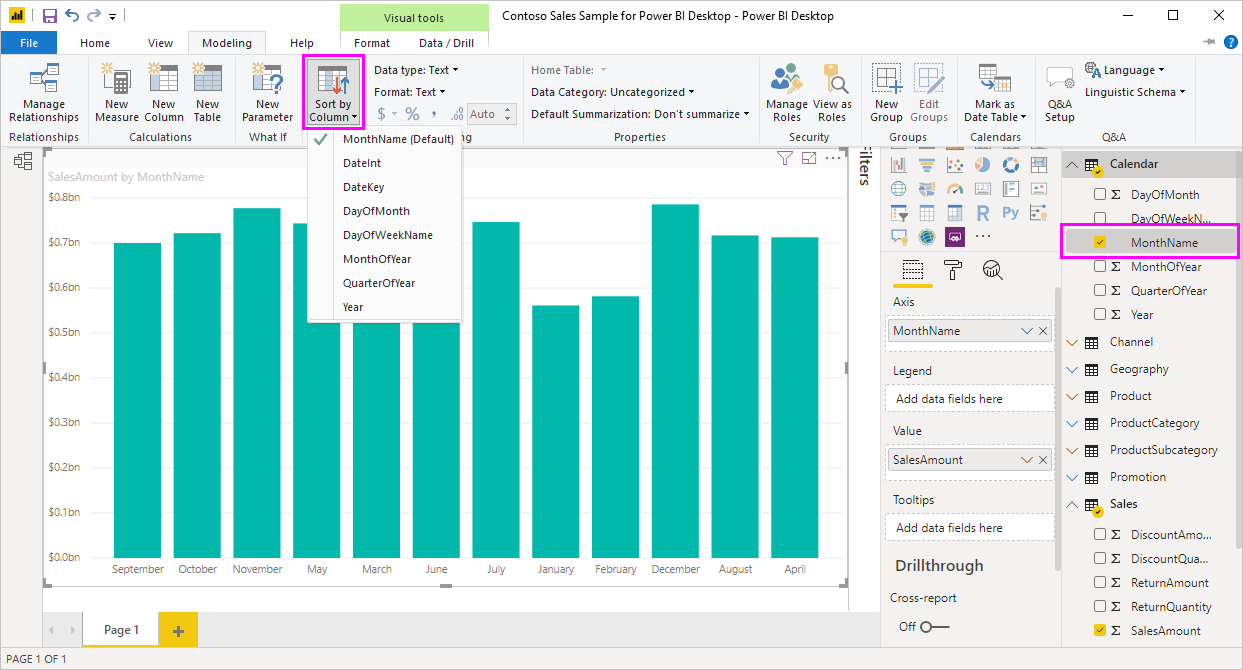 Visual tools
Contoso Sales Sample for Power BI Desktop - Power BI Desktop
File
Home
View
Modeling
Help
Format
Data / Drill
Manage
Relationships
Relationships
New
Measure
New
Column
New
Table
Calculations
New
Parameter
What If
Sort by
Column
Data type: Text
Format: Text
$ % , .00 Auto
ng
Home Table:
Data Category: Uncategorized
Default Summarization: Don't summarize
Properties
Manage
Roles
View as
Roles
Security
New
Group
Edit
Groups
Groups
Mark as
Date Table
Calendars
Q&A
Setup
Language
Linguistic Schema
Q&A
MonthName (Default)
DateInt
DateKey
DayOfMonth
DayOfWeekName
MonthOfYear
QuarterOfYear
Year
SalesAmount by MonthName
$0.8bn
$0.7bn
$0.6bn
$0.5bn
$0.4bn
$0.3bn
$0.2bn
$0.1bn
$0.0bn
September
October
November
May
March
June
July
January
February
December
August
April
Filters
123
R
Py
Axis
MonthName
Legend
Add data fields here
Value
SalesAmount
Tooltips
Add data fields here
Drillthrough
Cross-report
Off
Calendar
Σ DayOfMonth
DayOfWeekN...
MonthName
Σ MonthOfYear
Σ QuarterOfYear
Σ Year
Channel
Geography
Product
ProductCategory
ProductSubcategory
Promotion
Sales
Σ DiscountAmo...
Σ DiscountQua...
Σ ReturnAmount
Σ ReturnQuantity
Σ SalesAmount
Page 1
PAGE 1 OF 1